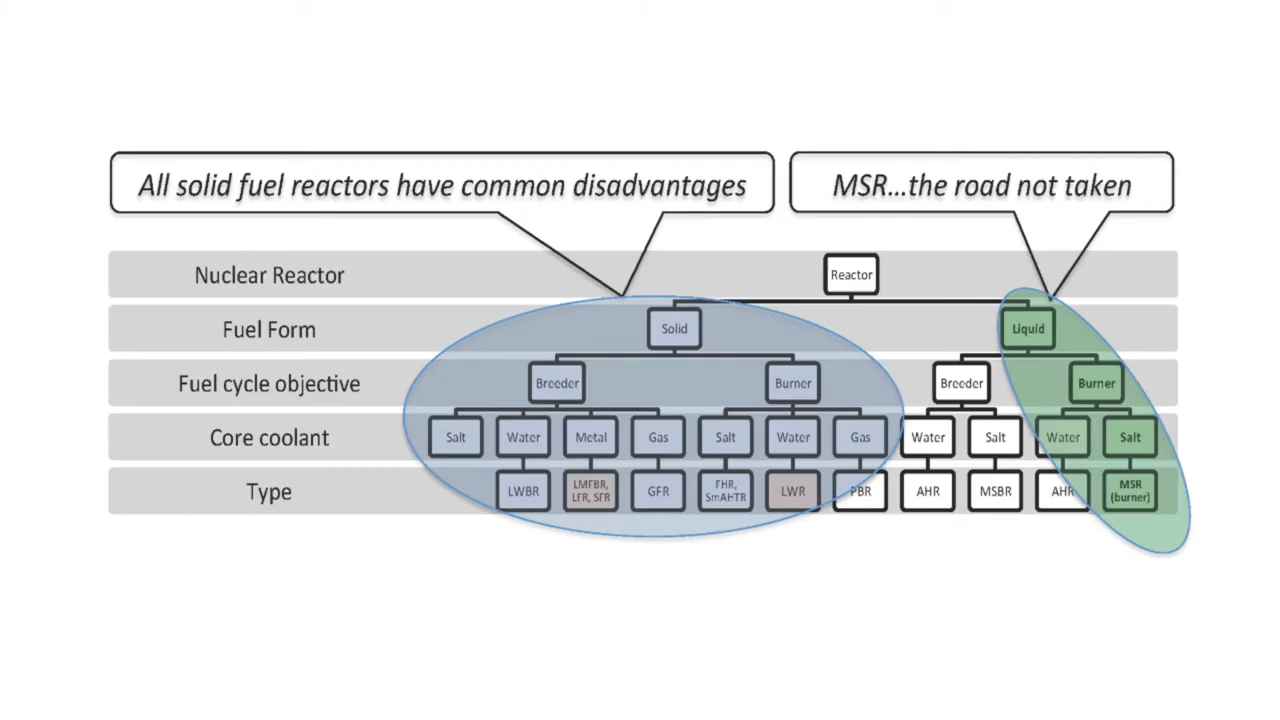 All solid fuel reactors have common disadvantages
MSR...the road not taken
Nuclear Reactor
Reactor
Fuel Form
Solid
Liquid
Fuel cycle objective
Breeder
Burner
Breeder
Burner
Core coolant
Salt
Water
Metal
Gas
Salt
Water
Gas
Water
Salt
Water
Salt
Type
LWBR
LMFBR,
LFR, SFR
GFR
FHR,
SmAHTR
LWR
PBR
AHR
MSBR
AHR
MSR
(burner)